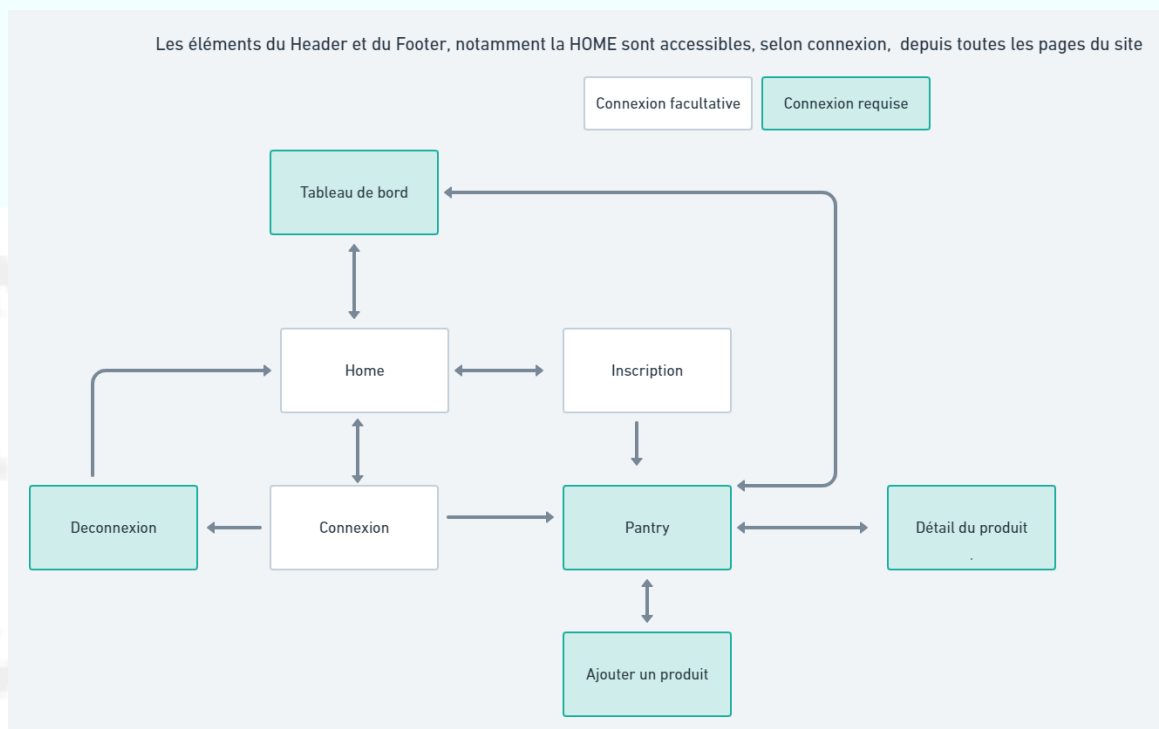 Les éléments du Header et du Footer, notamment la HOME sont accessibles, selon connexion, depuis toutes les pages du site
Connexion facultative
Connexion requise
Tableau de bord
Home
Inscription
Deconnexion
Connexion
Pantry
Détail du produit
.
Ajouter un produit